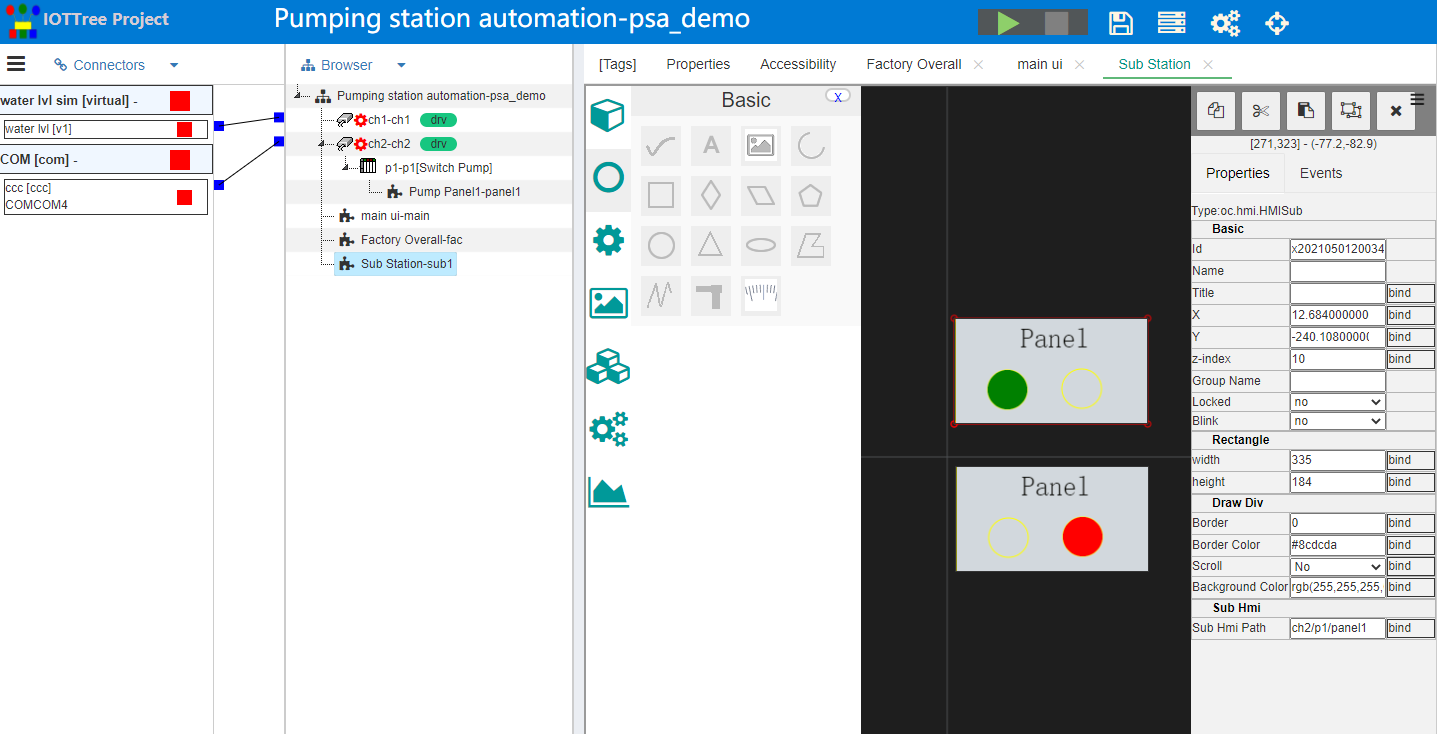 IOTTree Project
Pumping station automation-psa_demo
Connectors
Browser
[Tags]
Properties
Accessibility
Factory Overall
main ui
Sub Station
water lvl sim [virtual] -
water lvl [v1]
COM [com] -
ccc [ccc]
COMCOM4
Pumping station automation-psa_demo
ch1-ch1 drv
ch2-ch2 drv
p1-p1[Switch Pump]
Pump Panel1-panel1
main ui-main
Factory Overall-fac
Sub Station-sub1
Basic
X
A
Panel
Panel
[271,323] - (-77.2,-82.9)
Properties Events
Type:oc.hmi.HMISub
Basic
Id x2021050120034
Name
Title bind
X 12.684000000 bind
Y -240.1080000( bind
z-index 10 bind
Group Name
Locked no
Blink no
Rectangle
width 335 bind
height 184 bind
Draw Div
Border 0 bind
Border Color #8cdcda bind
Scroll No bind
Background Color rgb(255,255,255, bind
Sub Hmi
Sub Hmi Path ch2/p1/panel1 bind